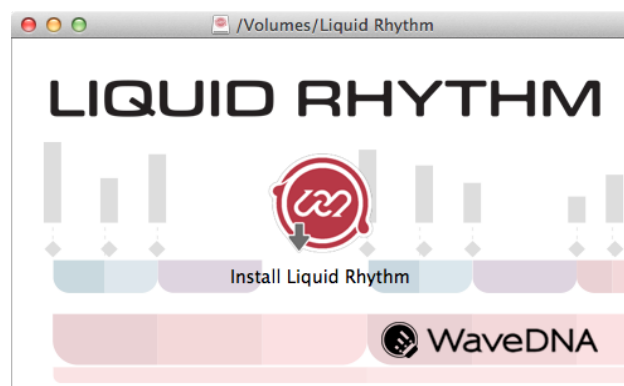 /Volumes/Liquid Rhythm
LIQUID RHYTHM
Install Liquid Rhythm
WaveDNA